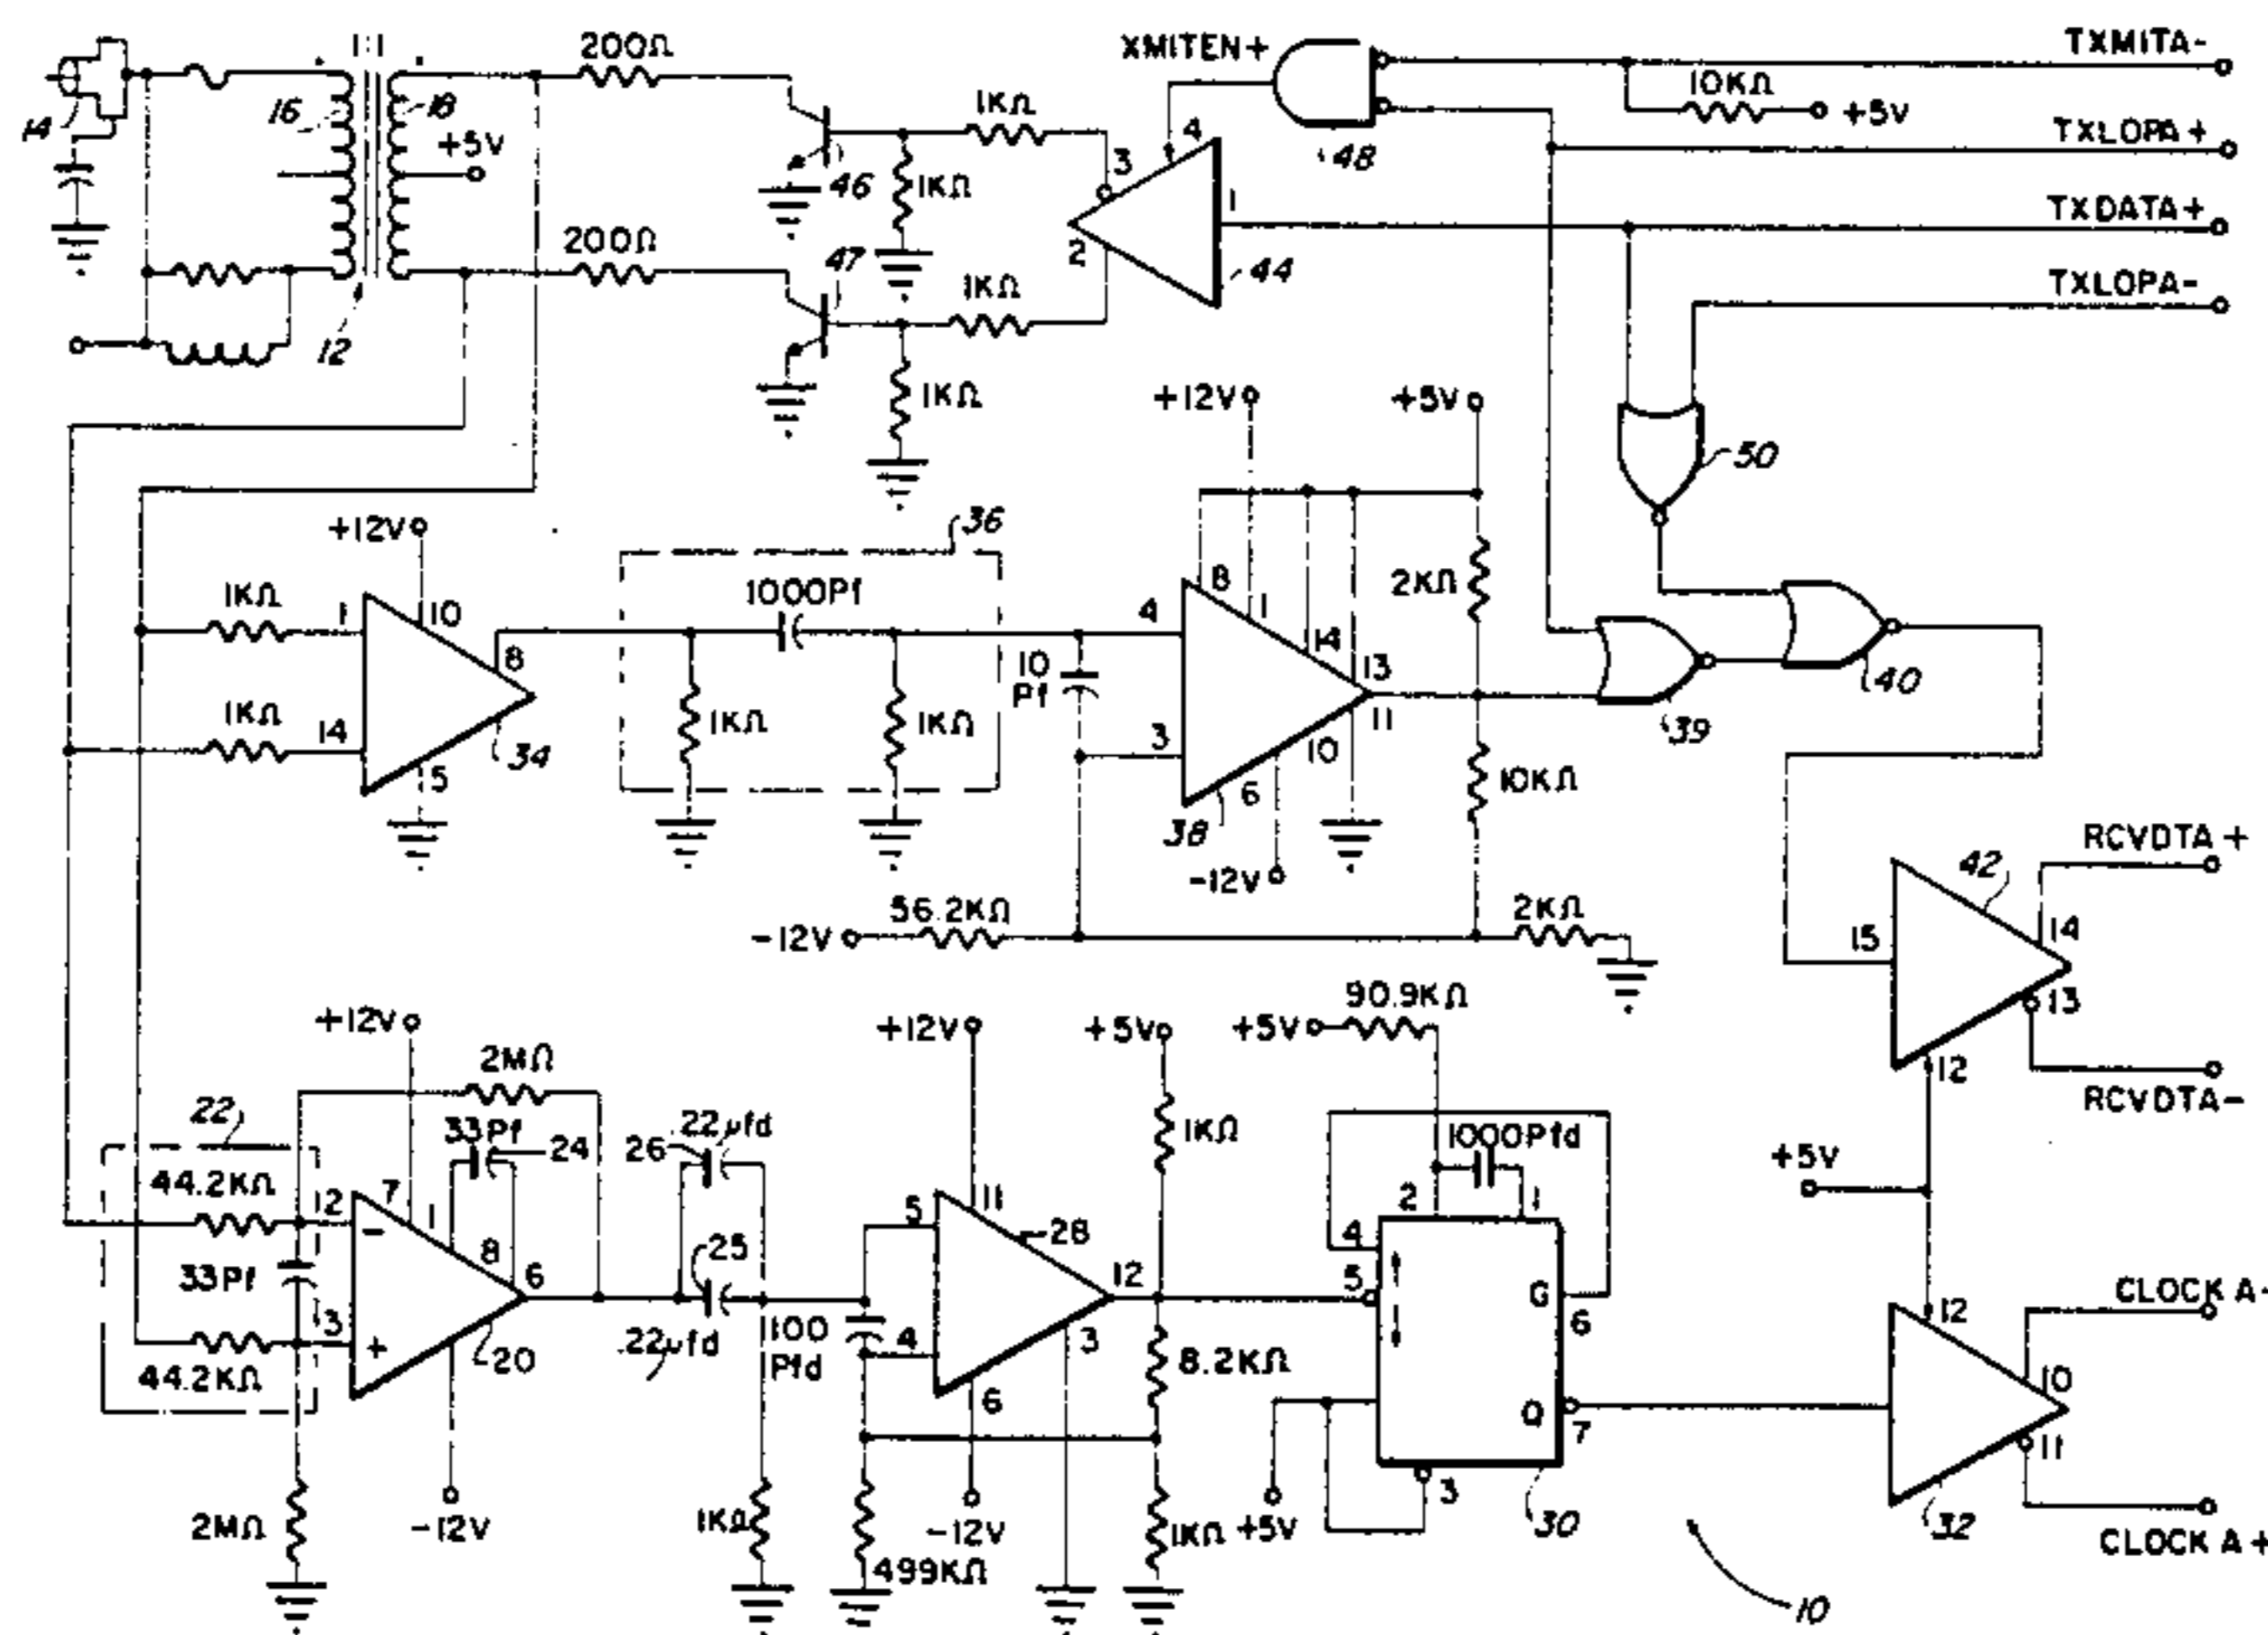 1:1
200Ω
XMITEN+
TXMITA-
14
16
18
+5V
1KΩ
4
48
10KΩ
+5V
TXLOPA+
3
46
1KΩ
1
TXDATA+
2
44
200Ω
47
1KΩ
TXLOPA-
12
1KΩ
+12V
+5V
50
+12V
36
1KΩ
1
10
1000Pf
4
8
1
2KΩ
8
14
13
10
Pf
40
1KΩ
14
1KΩ
1KΩ
3
11
39
34
5
10
6
10KΩ
38
-12V
RCVDTA+
42
-12V
56.2KΩ
2KΩ
15
14
13
12
RCVDTA-
+12V
2MΩ
+12V
+5V
+5V
90.9KΩ
22
33Pf
24
26
.22µfd
1KΩ
1000Pfd
+5V
44.2KΩ
2
7
1
8
-
25
5
11
28
2
1
4
33Pf
6
12
5
G
6
CLOCK A-
3
+
20
.22µfd
100
Pfd
4
3
8.2KΩ
12
44.2KΩ
6
Q
7
10
11
2MΩ
-12V
1KΩ
-12V
499KΩ
1KΩ
+5V
3
30
32
CLOCK A+
10